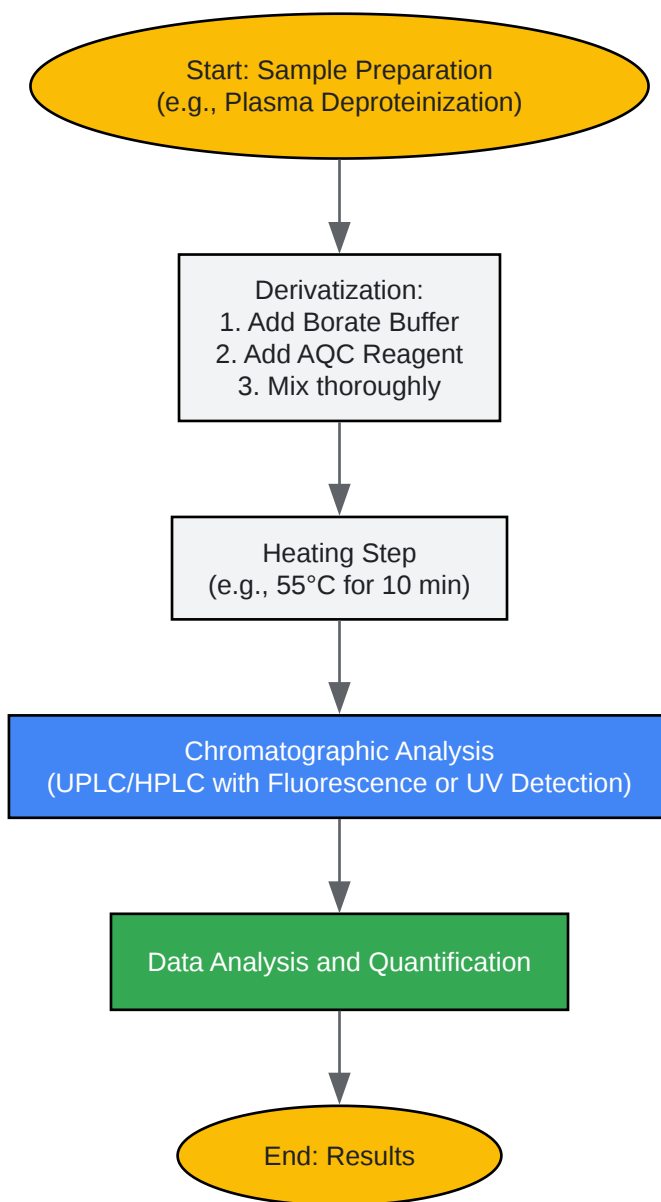 Start: Sample Preparation
(e.g., Plasma Deproteinization)
Derivatization:
1. Add Borate Buffer
2. Add AQC Reagent
3. Mix thoroughly
Heating Step
(e.g., 55°C for 10 min)
Chromatographic Analysis
(UPLC/HPLC with Fluorescence or UV Detection)
Data Analysis and Quantification
End: Results